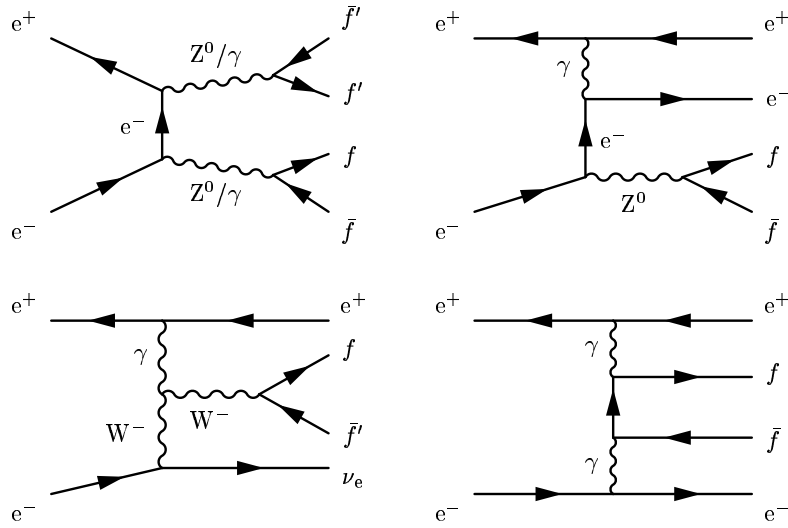 e⁺
f̄′
Z⁰/γ
f′
e⁻
f
Z⁰/γ
e⁻
f̄
e⁺
e⁺
γ
e⁻
e⁻
f
Z⁰
e⁻
f̄
e⁺
e⁺
γ
f
W⁻
W⁻
f̄′
νₑ
e⁻
e⁺
e⁺
γ
f
f̄
γ
e⁻
e⁻